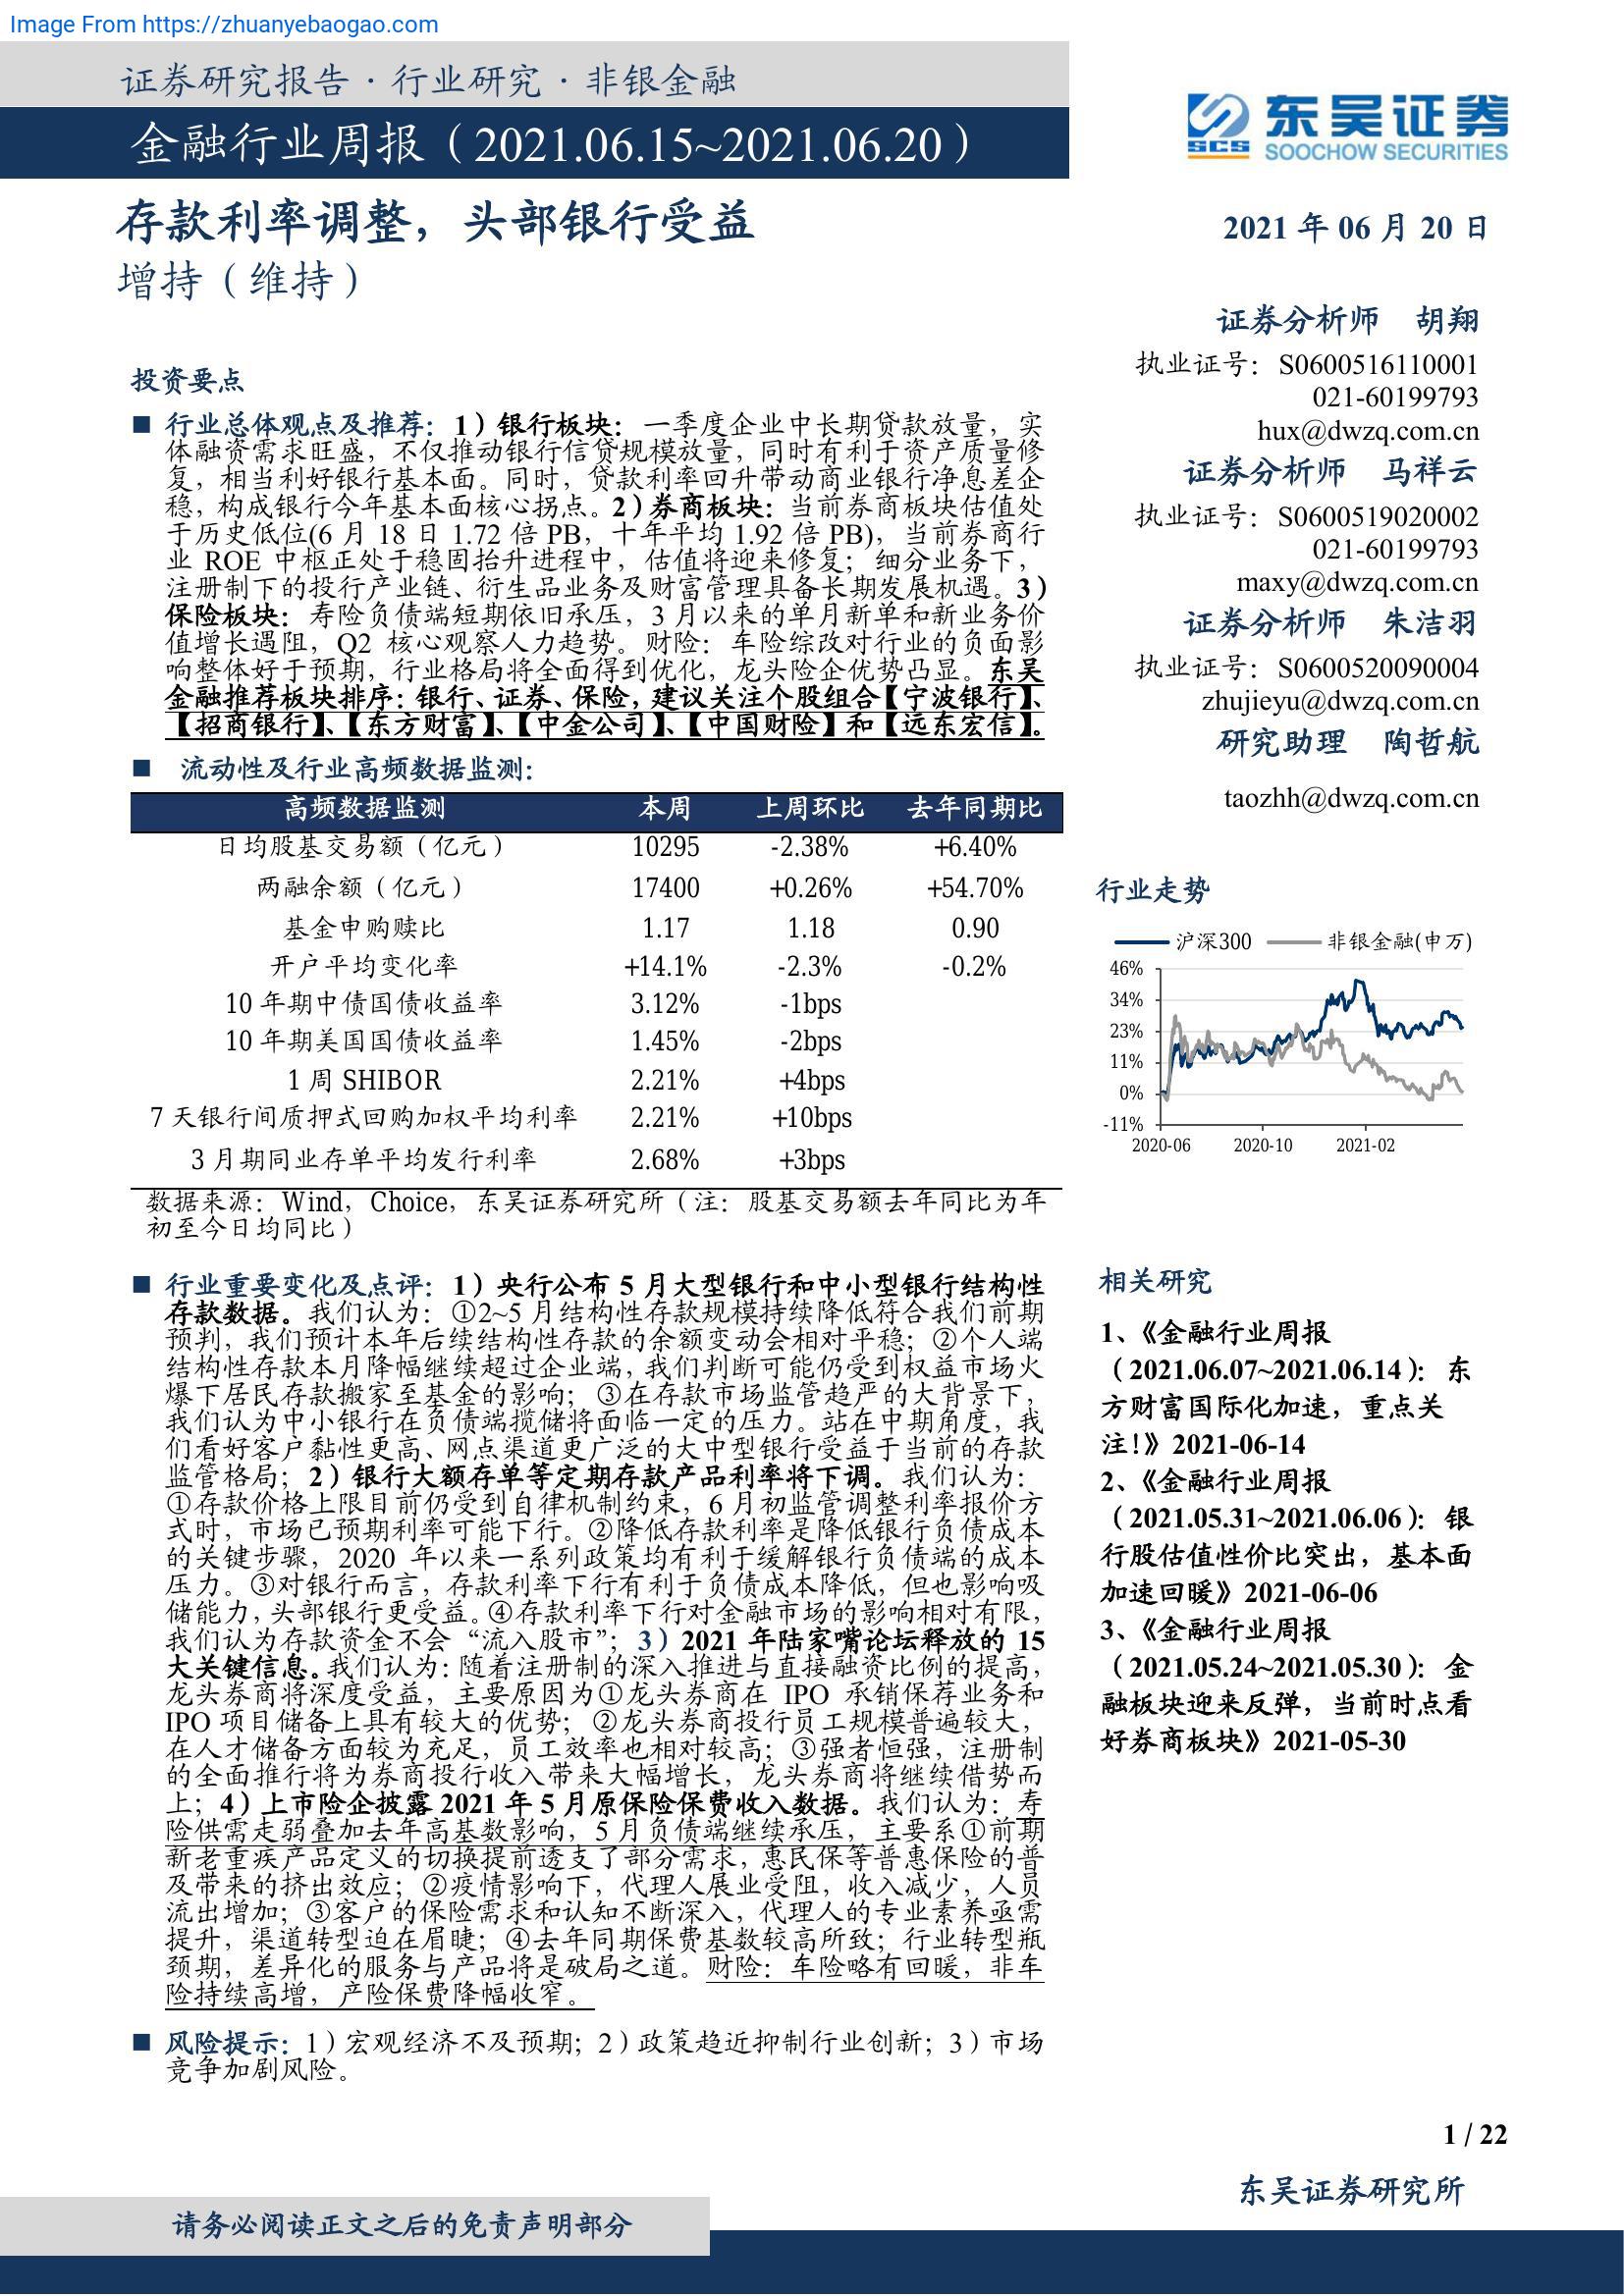 Image From https://zhuanyebaogao.com
证券研究报告·行业研究·非银金融
金融行业周报（2021.06.15~2021.06.20）
东吴证券
SCS SOOCHOW SECURITIES
存款利率调整，头部银行受益
增持（维持）
2021 年 06 月 20 日
证券分析师 胡翔
执业证号：S0600516110001
021-60199793
hux@dwzq.com.cn
证券分析师 马祥云
执业证号：S0600519020002
021-60199793
maxy@dwzq.com.cn
证券分析师 朱洁羽
执业证号：S0600520090004
zhujieyu@dwzq.com.cn
研究助理 陶哲航
taozhh@dwzq.com.cn
投资要点
■ 行业总体观点及推荐：1）银行板块：一季度企业中长期贷款放量，实
体融资需求旺盛，不仅推动银行信贷规模放量，同时有利于资产质量修
复，相当利好银行基本面。同时，贷款利率回升带动商业银行净息差企
稳，构成银行今年基本面核心拐点。2）券商板块：当前券商板块估值处
于历史低位(6 月 18 日 1.72 倍 PB，十年平均 1.92 倍 PB)，当前券商行
业 ROE 中枢正处于稳固抬升进程中，估值将迎来修复；细分业务下，
注册制下的投行产业链、衍生品业务及财富管理具备长期发展机遇。3）
保险板块：寿险负债端短期依旧承压，3 月以来的单月新单和新业务价
值增长遇阻，Q2 核心观察人力趋势。财险：车险综改对行业的负面影
响整体好于预期，行业格局将全面得到优化，龙头险企优势凸显。东吴
金融推荐板块排序：银行、证券、保险，建议关注个股组合【宁波银行】、
【招商银行】、【东方财富】、【中金公司】、【中国财险】和【远东宏信】。
■ 流动性及行业高频数据监测：
高频数据监测 本周 上周环比 去年同期比
日均股基交易额（亿元） 10295 -2.38% +6.40%
两融余额（亿元） 17400 +0.26% +54.70%
基金申购赎比 1.17 1.18 0.90
开户平均变化率 +14.1% -2.3% -0.2%
10 年期中债国债收益率 3.12% -1bps
10 年期美国国债收益率 1.45% -2bps
1 周 SHIBOR 2.21% +4bps
7 天银行间质押式回购加权平均利率 2.21% +10bps
3 月期同业存单平均发行利率 2.68% +3bps
数据来源：Wind，Choice，东吴证券研究所（注：股基交易额去年同比为年
初至今日均同比）
行业走势
沪深300 非银金融(申万)
46%
34%
23%
11%
0%
-11%
2020-06 2020-10 2021-02
■ 行业重要变化及点评：1）央行公布 5 月大型银行和中小型银行结构性
存款数据。我们认为：①2~5 月结构性存款规模持续降低符合我们前期
预判，我们预计本年后续结构性存款的余额变动会相对平稳；②个人端
结构性存款本月降幅继续超过企业端，我们判断可能仍受到权益市场火
爆下居民存款搬家至基金的影响；③在存款市场监管趋严的大背景下，
我们认为中小银行在负债端揽储将面临一定的压力。站在中期角度，我
们看好客户黏性更高、网点渠道更广泛的大中型银行受益于当前的存款
监管格局；2）银行大额存单等定期存款产品利率将下调。我们认为：
①存款价格上限目前仍受到自律机制约束，6 月初监管调整利率报价方
式时，市场已预期利率可能下行。②降低存款利率是降低银行负债成本
的关键步骤，2020 年以来一系列政策均有利于缓解银行负债端的成本
压力。③对银行而言，存款利率下行有利于负债成本降低，但也影响吸
储能力，头部银行更受益。④存款利率下行对金融市场的影响相对有限，
我们认为存款资金不会“流入股市”；3）2021 年陆家嘴论坛释放的 15
大关键信息。我们认为：随着注册制的深入推进与直接融资比例的提高，
龙头券商将深度受益，主要原因为①龙头券商在 IPO 承销保荐业务和
IPO 项目储备上具有较大的优势；②龙头券商投行员工规模普遍较大，
在人才储备方面较为充足，员工效率也相对较高；③强者恒强，注册制
的全面推行将为券商投行收入带来大幅增长，龙头券商将继续借势而
上；4）上市险企披露 2021 年 5 月原保险保费收入数据。我们认为：寿
险供需走弱叠加去年高基数影响，5 月负债端继续承压，主要系①前期
新老重疾产品定义的切换提前透支了部分需求，惠民保等普惠保险的普
及带来的挤出效应；②疫情影响下，代理人展业受阻，收入减少，人员
流出增加；③客户的保险需求和认知不断深入，代理人的专业素养亟需
提升，渠道转型迫在眉睫；④去年同期保费基数较高所致；行业转型瓶
颈期，差异化的服务与产品将是破局之道。财险：车险略有回暖，非车
险持续高增，产险保费降幅收窄。
■ 风险提示：1）宏观经济不及预期；2）政策趋近抑制行业创新；3）市场
竞争加剧风险。
相关研究
1、《金融行业周报
（2021.06.07~2021.06.14）：东
方财富国际化加速，重点关
注!》2021-06-14
2、《金融行业周报
（2021.05.31~2021.06.06）：银
行股估值性价比突出，基本面
加速回暖》2021-06-06
3、《金融行业周报
（2021.05.24~2021.05.30）：金
融板块迎来反弹，当前时点看
好券商板块》2021-05-30
1 / 22
东吴证券研究所
请务必阅读正文之后的免责声明部分